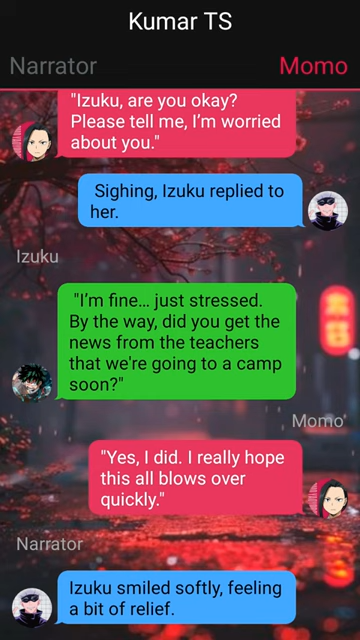 Kumar TS
Narrator
Momo
"Izuku, are you okay?
Please tell me, I’m worried
about you."
Sighing, Izuku replied to
her.
Izuku
"I’m fine… just stressed.
By the way, did you get the
news from the teachers
that we're going to a camp
soon?"
Momo
"Yes, I did. I really hope
this all blows over
quickly."
Narrator
Izuku smiled softly, feeling
a bit of relief.